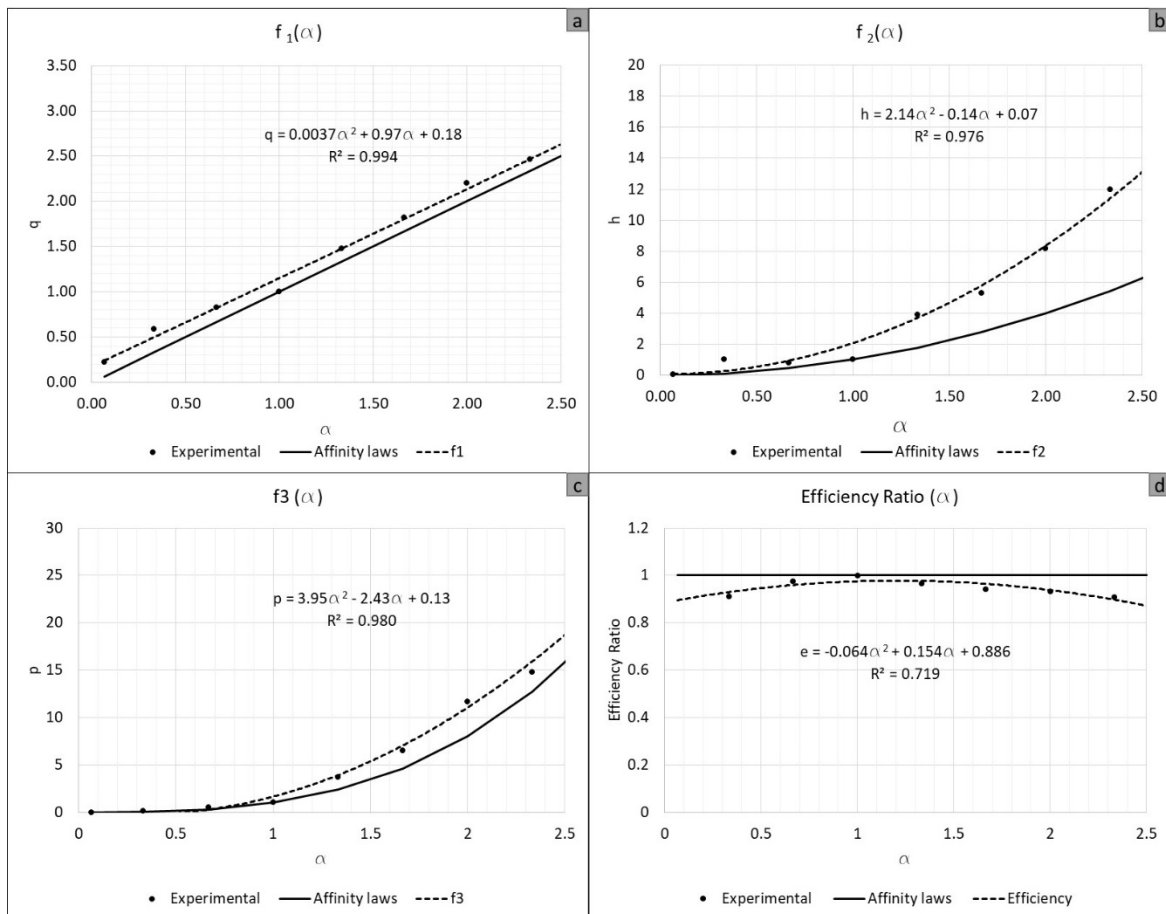 a
f 1(α)
3.50
3.00
2.50
2.00
1.50
1.00
0.50
0.00
q
q = 0.0037α² + 0.97α + 0.18
R² = 0.994
0.00 0.50 1.00 1.50 2.00 2.50
α
Experimental Affinity laws f1
b
f 2(α)
20
18
16
14
12
10
8
6
4
2
0
h
h = 2.14α² - 0.14α + 0.07
R² = 0.976
0.00 0.50 1.00 1.50 2.00 2.50
α
Experimental Affinity laws f2
c
f3 (α)
30
25
20
15
10
5
0
p
p = 3.95α² - 2.43α + 0.13
R² = 0.980
0 0.5 1 1.5 2 2.5
α
Experimental Affinity laws f3
d
Efficiency Ratio (α)
1.2
1
0.8
0.6
0.4
0.2
0
Efficiency Ratio
e = -0.064α² + 0.154α + 0.886
R² = 0.719
0 0.5 1 1.5 2 2.5
α
Experimental Affinity laws Efficiency